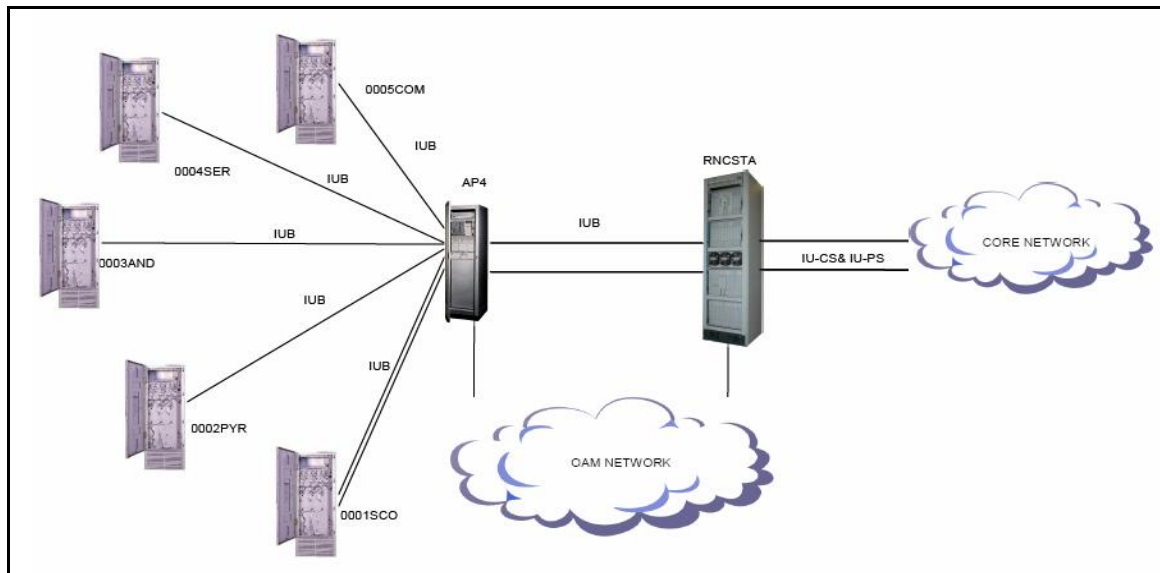 0005COM
IUB
0004SER
IUB
AP4
RNCSTA
0003AND
IUB
IUB
CORE NETWORK
IU-CS& IU-PS
IUB
IUB
0002PYR
0001SCO
OAM NETWORK